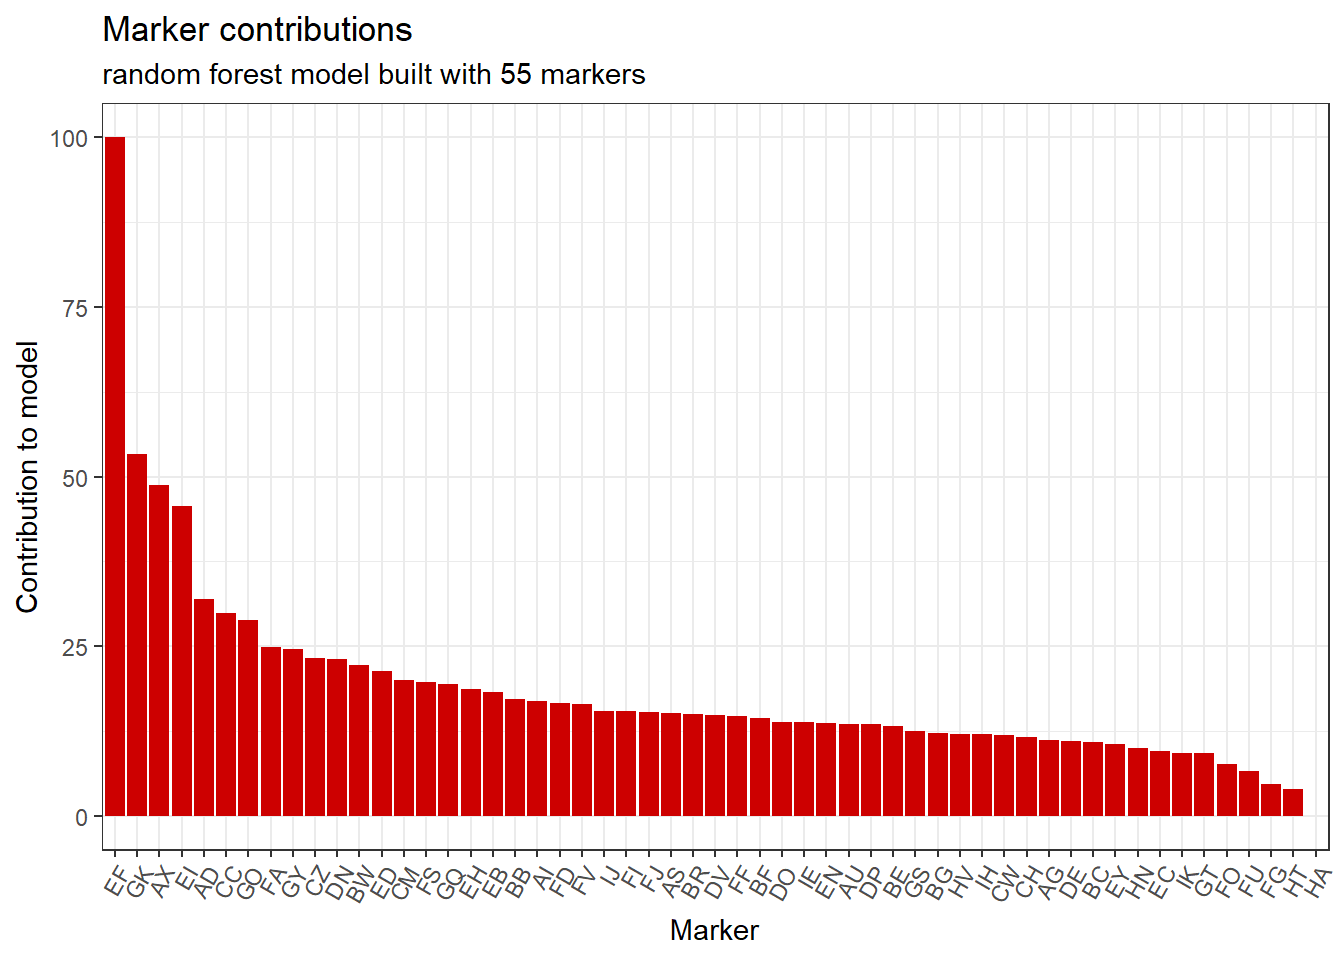 Marker contributions
random forest model built with 55 markers
100
75
50
25
0
Contribution to model
EF GK AX EI AD CC GO FA GY CZ DN BW ED CM FS GQ EH EB BB AI FD FV IJ FI FJ AS BR DV FF BF DO IE EN AU DP BE GS BG HV IH CW CH AG DE BC EY HN EC IK GT FO FU FG HT HA
Marker